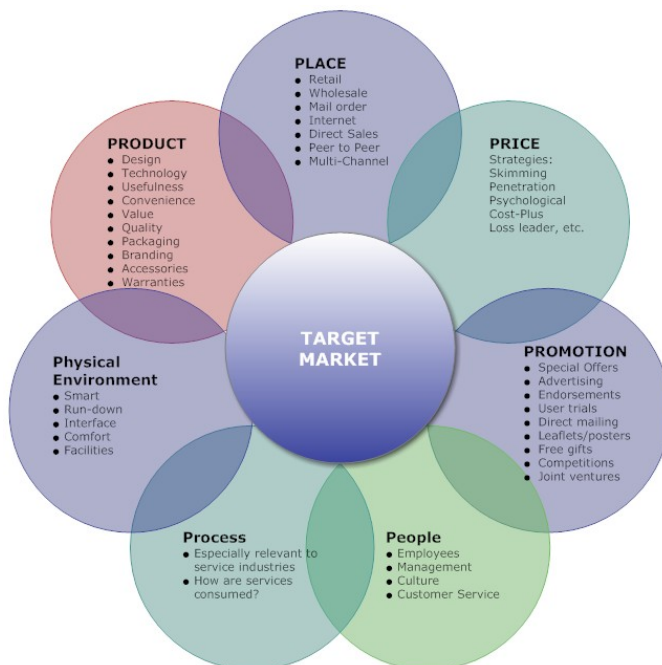 PLACE
● Retail
● Wholesale
● Mail order
● Internet
● Direct Sales
● Peer to Peer
● Multi-Channel
PRODUCT
● Design
● Technology
● Usefulness
● Convenience
● Value
● Quality
● Packaging
● Branding
● Accessories
● Warranties
PRICE
Strategies:
Skimming
Penetration
Psychological
Cost-Plus
Loss leader, etc.
TARGET
MARKET
Physical
Environment
● Smart
● Run-down
● Interface
● Comfort
● Facilities
PROMOTION
● Special Offers
● Advertising
● Endorsements
● User trials
● Direct mailing
● Leaflets/posters
● Free gifts
● Competitions
● Joint ventures
Process
● Especially relevant to
service industries
● How are services
consumed?
People
● Employees
● Management
● Culture
● Customer Service